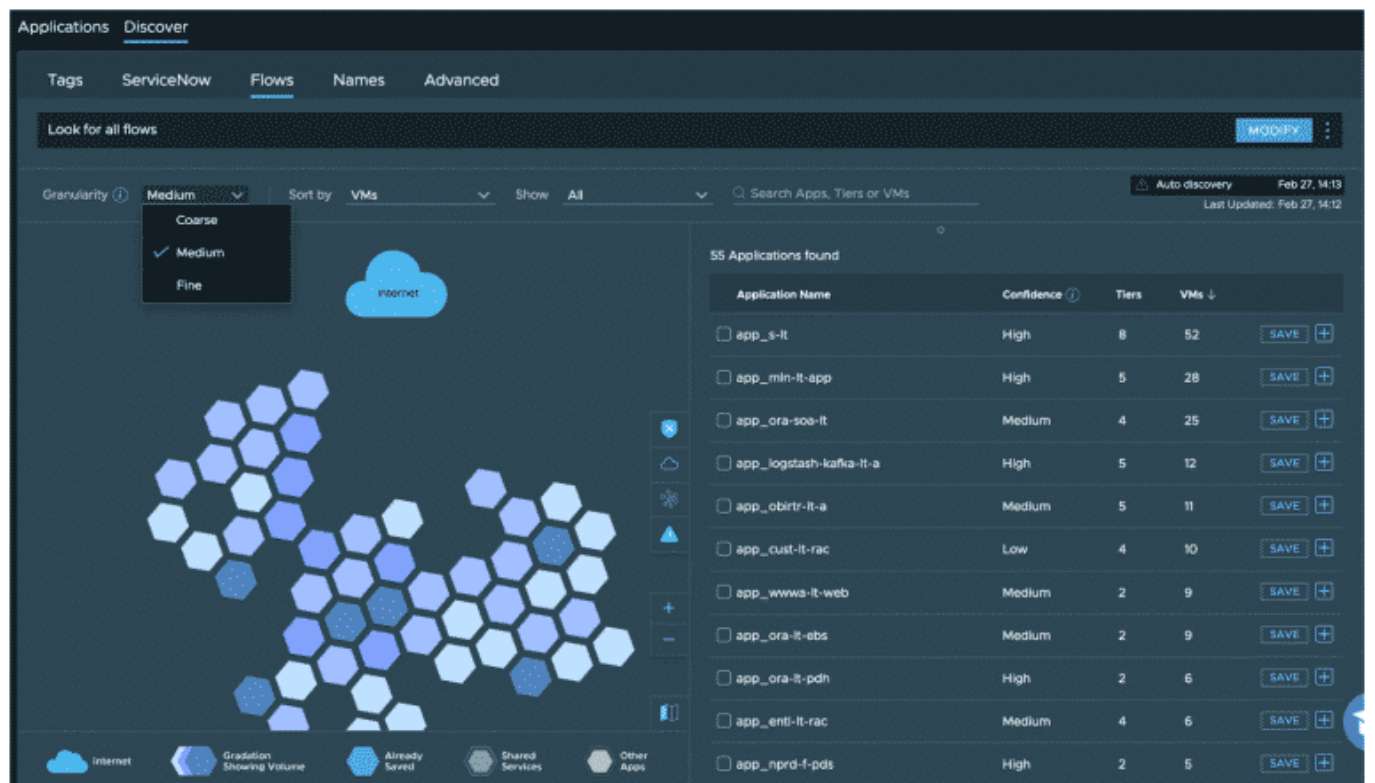 Applications Discover
Tags ServiceNow Flows Names Advanced
Look for all flows
MODIFY
Granularity Medium Sort by VMs Show All Search Apps, Tiers or VMs
Auto discovery Feb 27, 14:13
Last Updated: Feb 27, 14:12
Coarse
Medium
Fine
Internet
55 Applications found
Application Name Confidence Tiers VMs
app_s-lt High 8 52 SAVE
app_mln-lt-app High 5 28 SAVE
app_ora-soa-lt Medium 4 25 SAVE
app_logstash-kafka-lt-a High 5 12 SAVE
app_obirtr-lt-a Medium 5 11 SAVE
app_cust-lt-rac Low 4 10 SAVE
app_wwwa-lt-web Medium 2 9 SAVE
app_ora-lt-ebs Medium 2 9 SAVE
app_ora-lt-pdh High 2 6 SAVE
app_entl-lt-rac Medium 4 6 SAVE
app_nprd-f-pds High 2 5 SAVE
Internet
Gradation
Showing Volume
Already
Saved
Shared
Services
Other
Apps